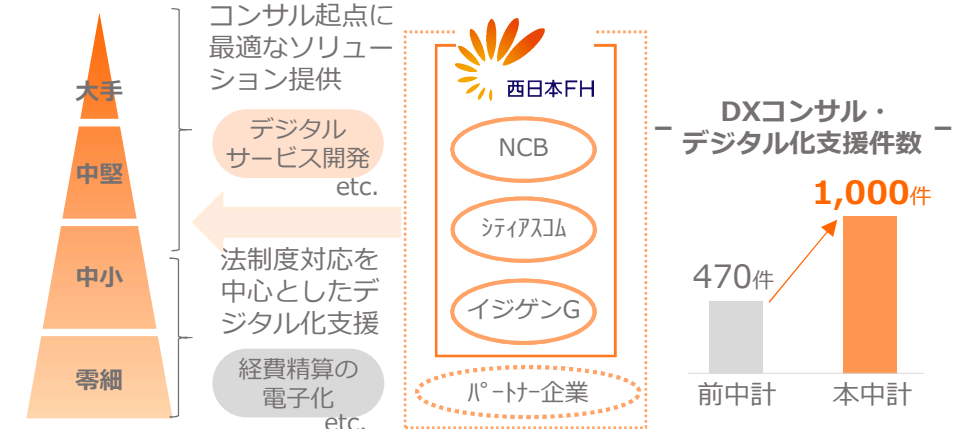 大手
中堅
中小
零細
コンサル起点に
最適なソリュー
ション提供
デジタル
サービス開発
etc.
法制度対応を
中心としたデ
ジタル化支援
経費精算の
電子化
etc.
西日本FH
NCB
ｼﾃｨｱｽｺﾑ
イジゲンG
ﾊﾟｰﾄﾅｰ企業
DXコンサル・
デジタル化支援件数
1,000件
470件
前中計
本中計